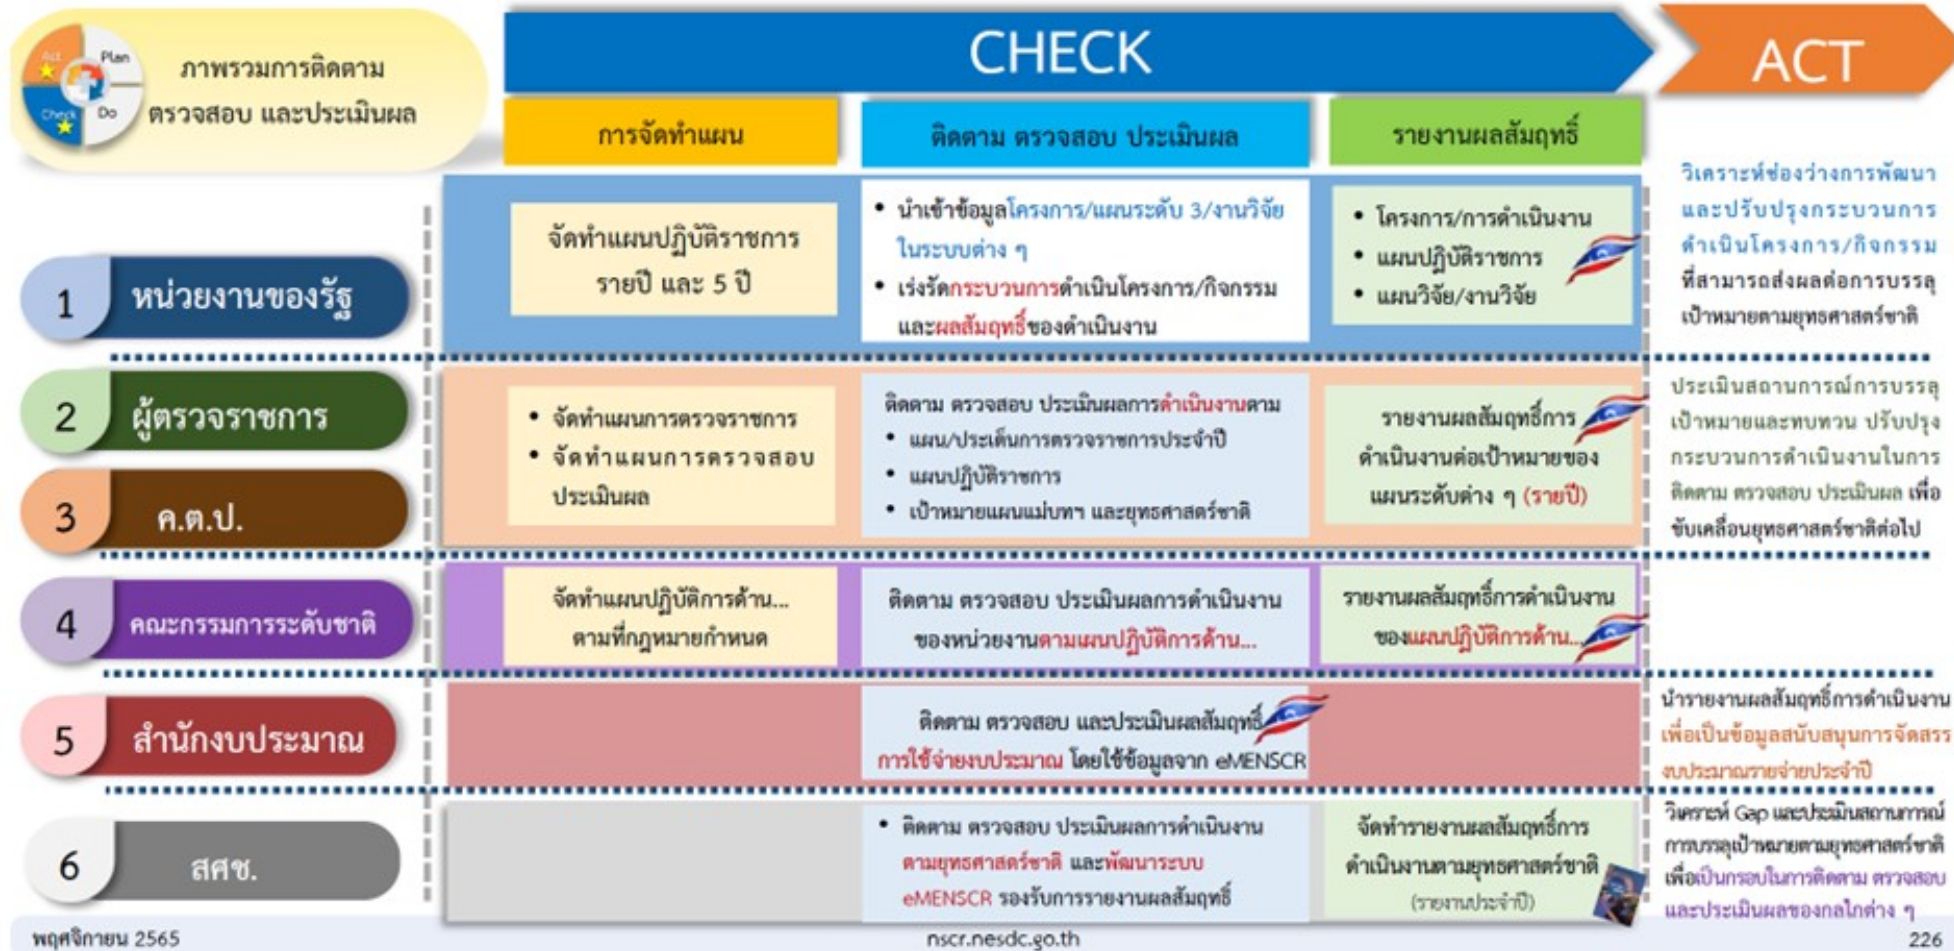 Act
Plan
Check
Do
ภาพรวมการติดตาม
ตรวจสอบ และประเมินผล
CHECK
ACT
การจัดทำแผน
ติดตาม ตรวจสอบ ประเมินผล
รายงานผลสัมฤทธิ์
1
หน่วยงานของรัฐ
จัดทำแผนปฏิบัติราชการ
รายปี และ 5 ปี
• นำเข้าข้อมูลโครงการ/แผนระดับ 3/งานวิจัย
ในระบบต่าง ๆ
• เร่งรัดกระบวนการดำเนินโครงการ/กิจกรรม
และผลสัมฤทธิ์ของดำเนินงาน
• โครงการ/การดำเนินงาน
• แผนปฏิบัติราชการ
• แผนวิจัย/งานวิจัย
วิเคราะห์ช่องว่างการพัฒนา
และปรับปรุงกระบวนการ
ดำเนินโครงการ/กิจกรรม
ที่สามารถส่งผลต่อการบรรลุ
เป้าหมายตามยุทธศาสตร์ชาติ
2
ผู้ตรวจราชการ
3
ค.ต.ป.
• จัดทำแผนการตรวจราชการ
• จัดทำแผนการตรวจสอบ
ประเมินผล
ติดตาม ตรวจสอบ ประเมินผลการดำเนินงานตาม
• แผน/ประเด็นการตรวจราชการประจำปี
• แผนปฏิบัติราชการ
• เป้าหมายแผนแม่บทฯ และยุทธศาสตร์ชาติ
รายงานผลสัมฤทธิ์การ
ดำเนินงานต่อเป้าหมายของ
แผนระดับต่าง ๆ (รายปี)
ประเมินสถานการณ์การบรรลุ
เป้าหมายและทบทวน ปรับปรุง
กระบวนการดำเนินงานในการ
ติดตาม ตรวจสอบ ประเมินผล เพื่อ
ขับเคลื่อนยุทธศาสตร์ชาติต่อไป
4
คณะกรรมการระดับชาติ
จัดทำแผนปฏิบัติการด้าน...
ตามที่กฎหมายกำหนด
ติดตาม ตรวจสอบ ประเมินผลการดำเนินงาน
ของหน่วยงานตามแผนปฏิบัติการด้าน...
รายงานผลสัมฤทธิ์การดำเนินงาน
ของแผนปฏิบัติการด้าน...
5
สำนักงบประมาณ
ติดตาม ตรวจสอบ และประเมินผลสัมฤทธิ์
การใช้จ่ายงบประมาณ โดยใช้ข้อมูลจาก eMENSCR
นำรายงานผลสัมฤทธิ์การดำเนินงาน
เพื่อเป็นข้อมูลสนับสนุนการจัดสรร
งบประมาณรายจ่ายประจำปี
6
สศช.
• ติดตาม ตรวจสอบ ประเมินผลการดำเนินงาน
ตามยุทธศาสตร์ชาติ และพัฒนาระบบ
eMENSCR รองรับการรายงานผลสัมฤทธิ์
จัดทำรายงานผลสัมฤทธิ์การ
ดำเนินงานตามยุทธศาสตร์ชาติ
(รายงานประจำปี)
วิเคราะห์ Gap และประเมินสถานการณ์
การบรรลุเป้าหมายตามยุทธศาสตร์ชาติ
เพื่อเป็นกรอบในการติดตาม ตรวจสอบ
และประเมินผลของกลไกต่าง ๆ
พฤศจิกายน 2565
nscr.nesdc.go.th
226